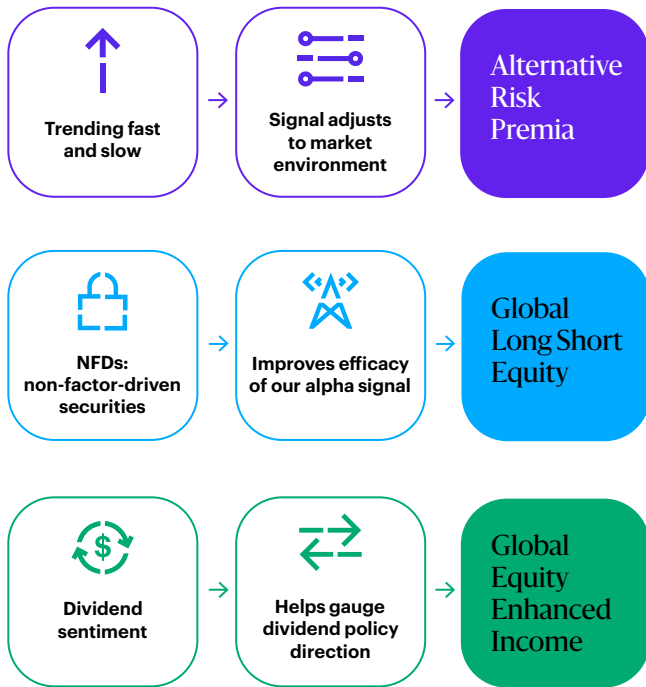 Trending fast
and slow
Signal adjusts
to market
environment
Alternative
Risk
Premia
NFDs:
non-factor-driven
securities
Improves efficacy
of our alpha signal
Global
Long Short
Equity
$
Dividend
sentiment
Helps gauge
dividend policy
direction
Global
Equity
Enhanced
Income